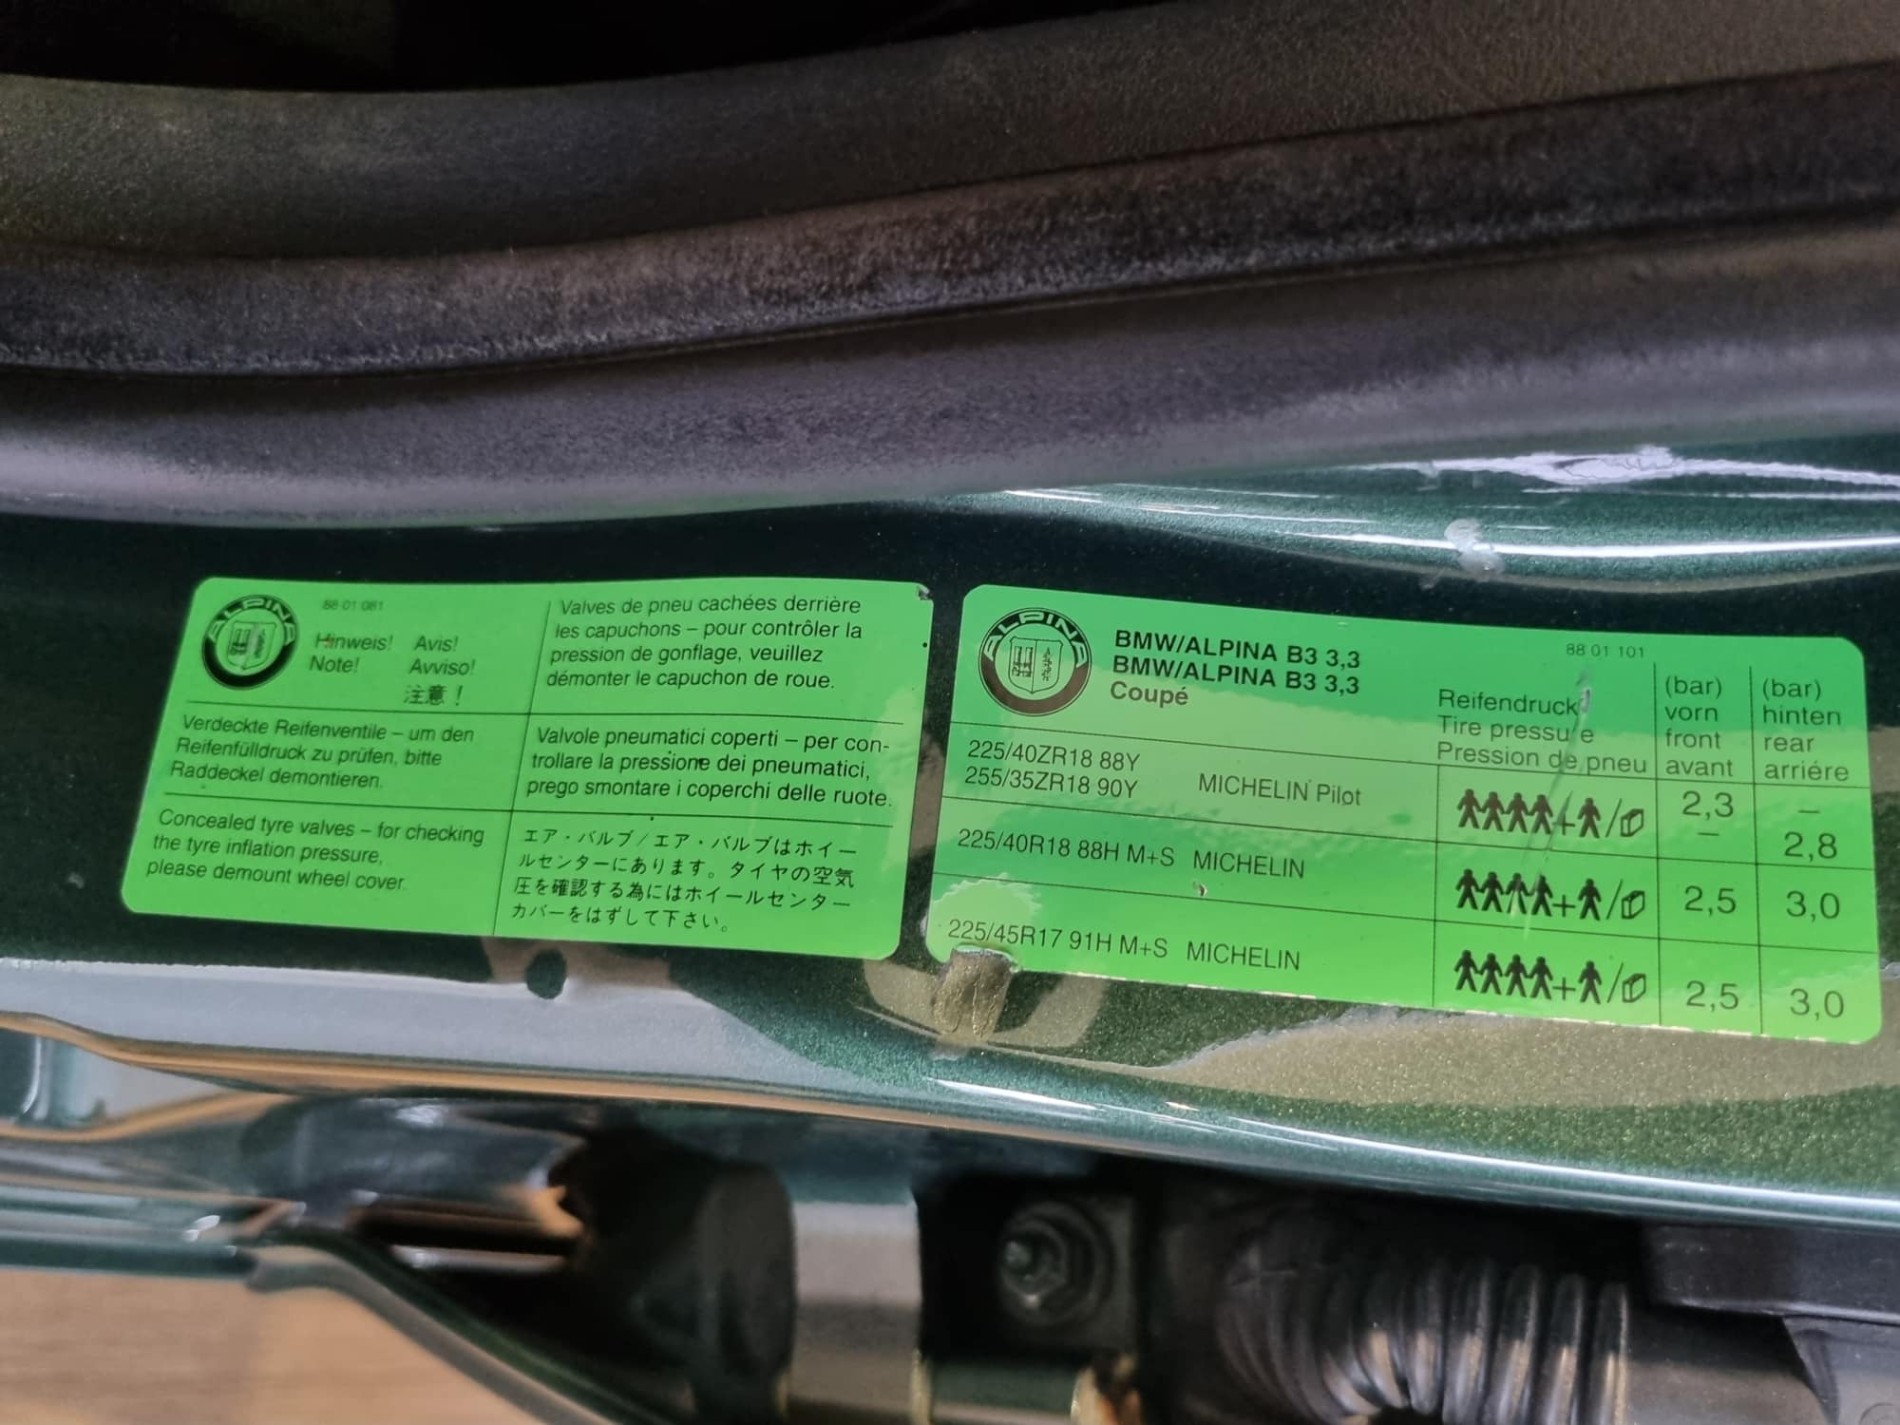 ALPINA
88 01 081
Hinweis! Avis!
Note! Avviso!
注意!
Valves de pneu cachées derrière
les capuchons – pour contrôler la
pression de gonflage, veuillez
démonter le capuchon de roue.
Verdeckte Reifenventile – um den
Reifenfülldruck zu prüfen, bitte
Raddeckel demontieren.
Valvole pneumatici coperti – per con-
trollare la pressione dei pneumatici,
prego smontare i coperchi delle ruote.
Concealed tyre valves – for checking
the tyre inflation pressure,
please demount wheel cover.
エア・バルブ/エア・バルブはホイー
ルセンターにあります。タイヤの空気
圧を確認する為にはホイールセンター
カバーをはずして下さい。
ALPINA
BMW/ALPINA B3 3,3
BMW/ALPINA B3 3,3
Coupé
88 01 101
Reifendruck
Tire pressure
Pression de pneu
(bar)
vorn
front
avant
(bar)
hinten
rear
arriére
225/40ZR18 88Y
255/35ZR18 90Y
MICHELIN Pilot
+ /
2,3 –
– 2,8
225/40R18 88H M+S MICHELIN + / 2,5 3,0
225/45R17 91H M+S MICHELIN + / 2,5 3,0